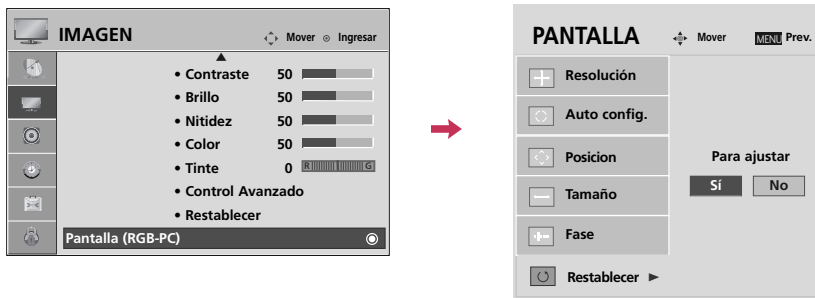 IMAGEN
Mover
Ingresar
• Contraste 50
• Brillo 50
• Nitidez 50
• Color 50
• Tinte 0 R G
• Control Avanzado
• Restablecer
Pantalla (RGB-PC)
PANTALLA
Mover
MENU Prev.
Resolución
Auto config.
Posicion
Tamaño
Fase
Restablecer
Para ajustar
Sí No